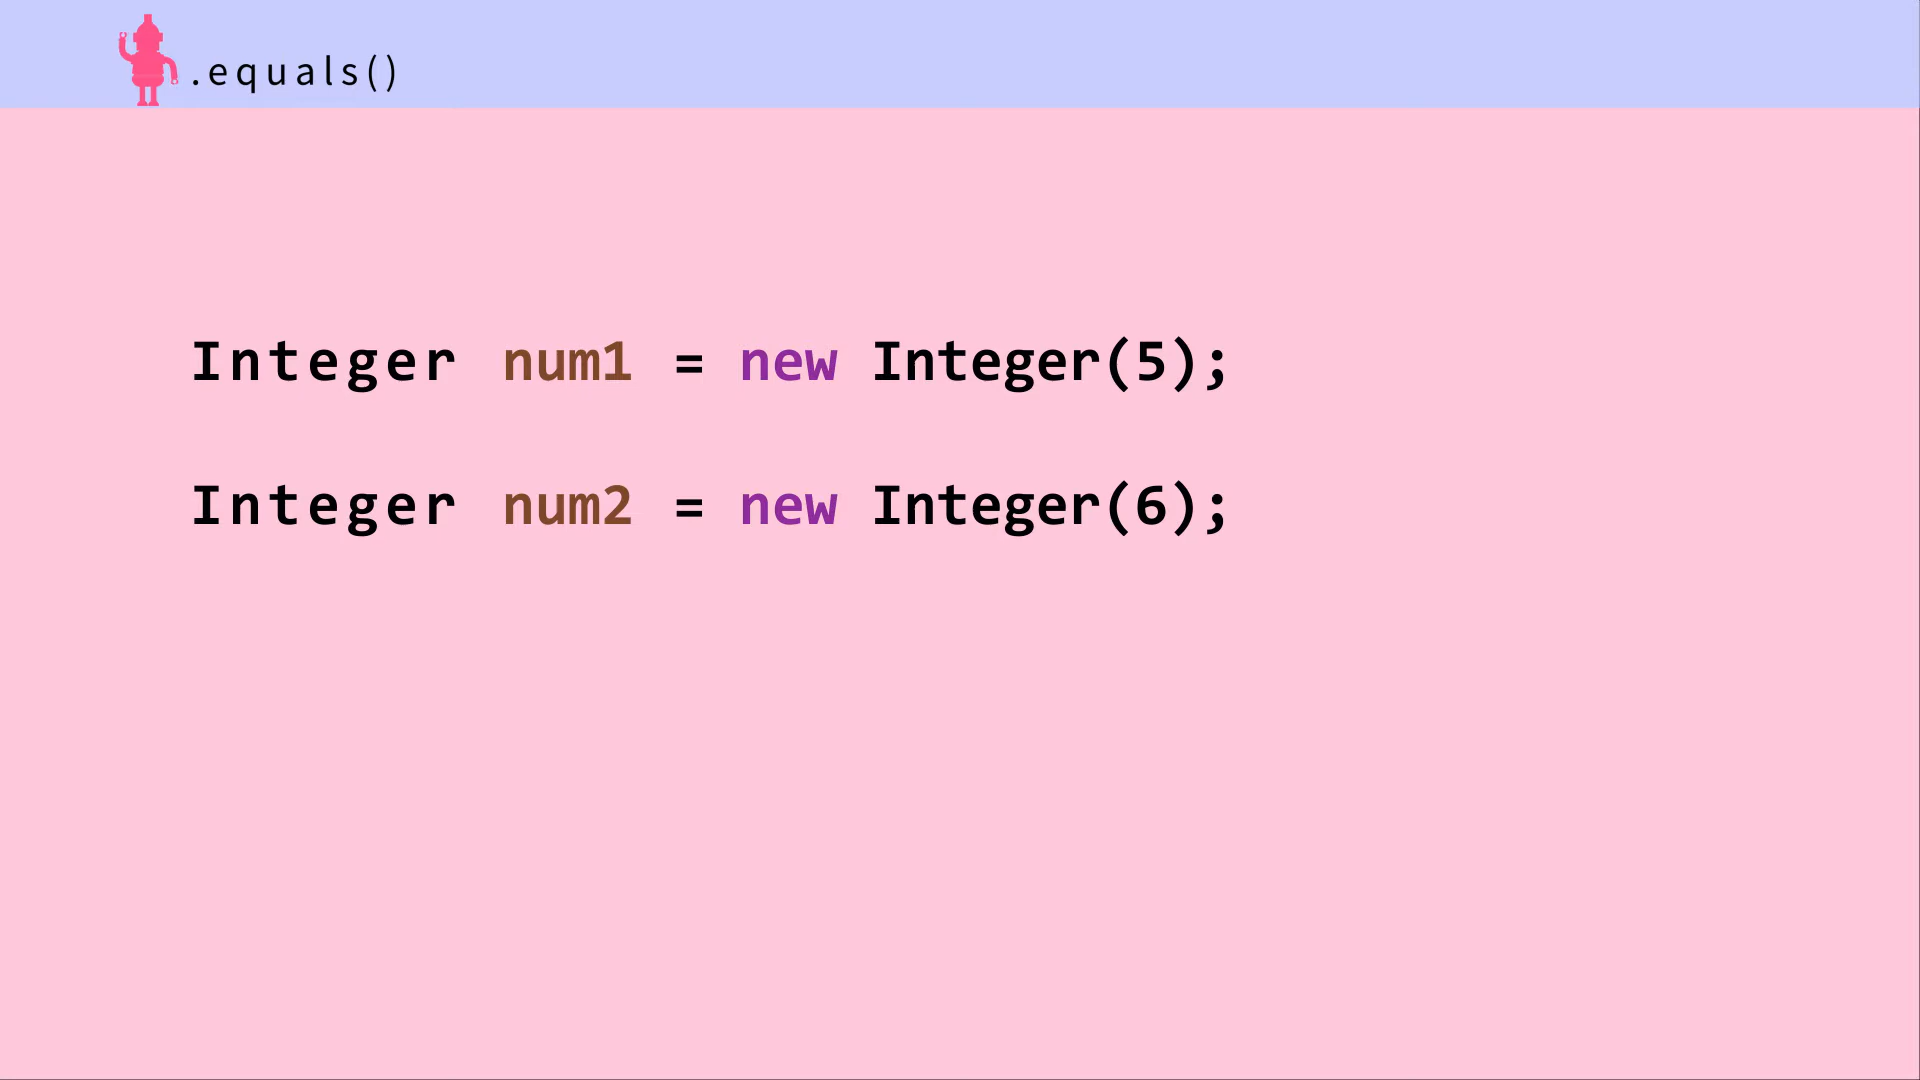 .equals()
Integer num1 = new Integer(5);
Integer num2 = new Integer(6);